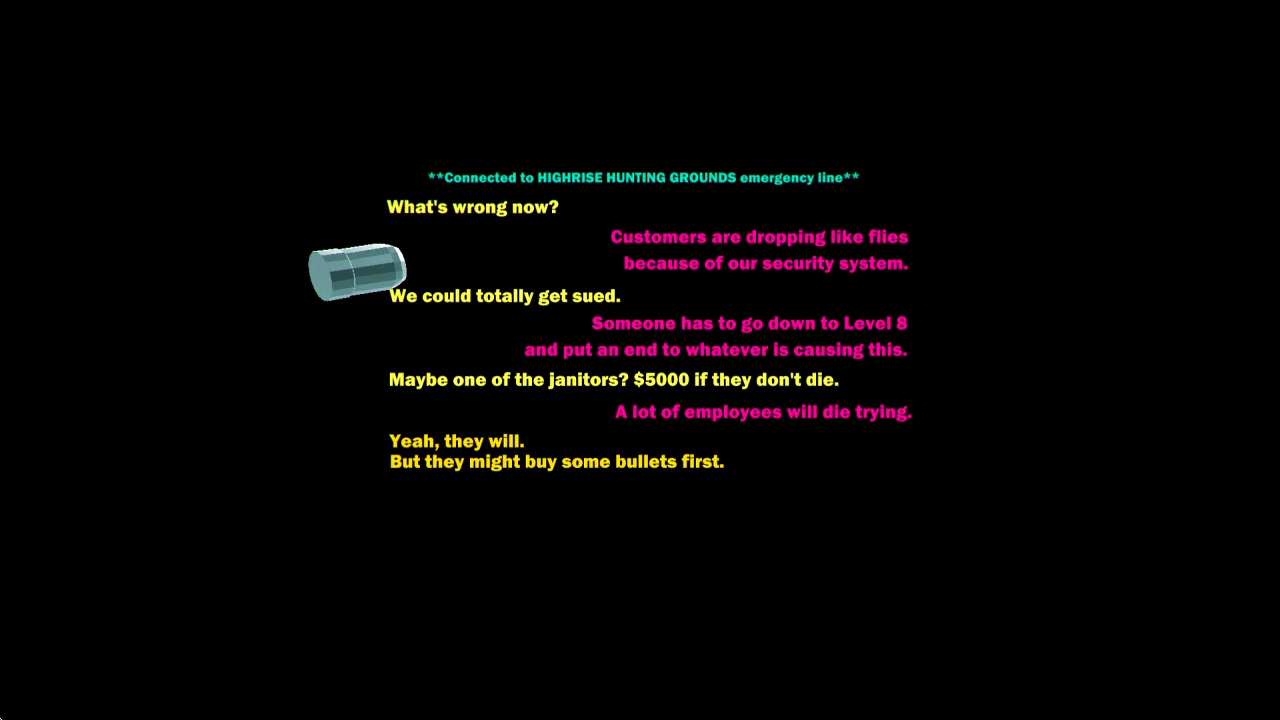 **Connected to HIGHRISE HUNTING GROUNDS emergency line**
What's wrong now?
Customers are dropping like flies
because of our security system.
We could totally get sued.
Someone has to go down to Level 8
and put an end to whatever is causing this.
Maybe one of the janitors? $5000 if they don't die.
A lot of employees will die trying.
Yeah, they will.
But they might buy some bullets first.